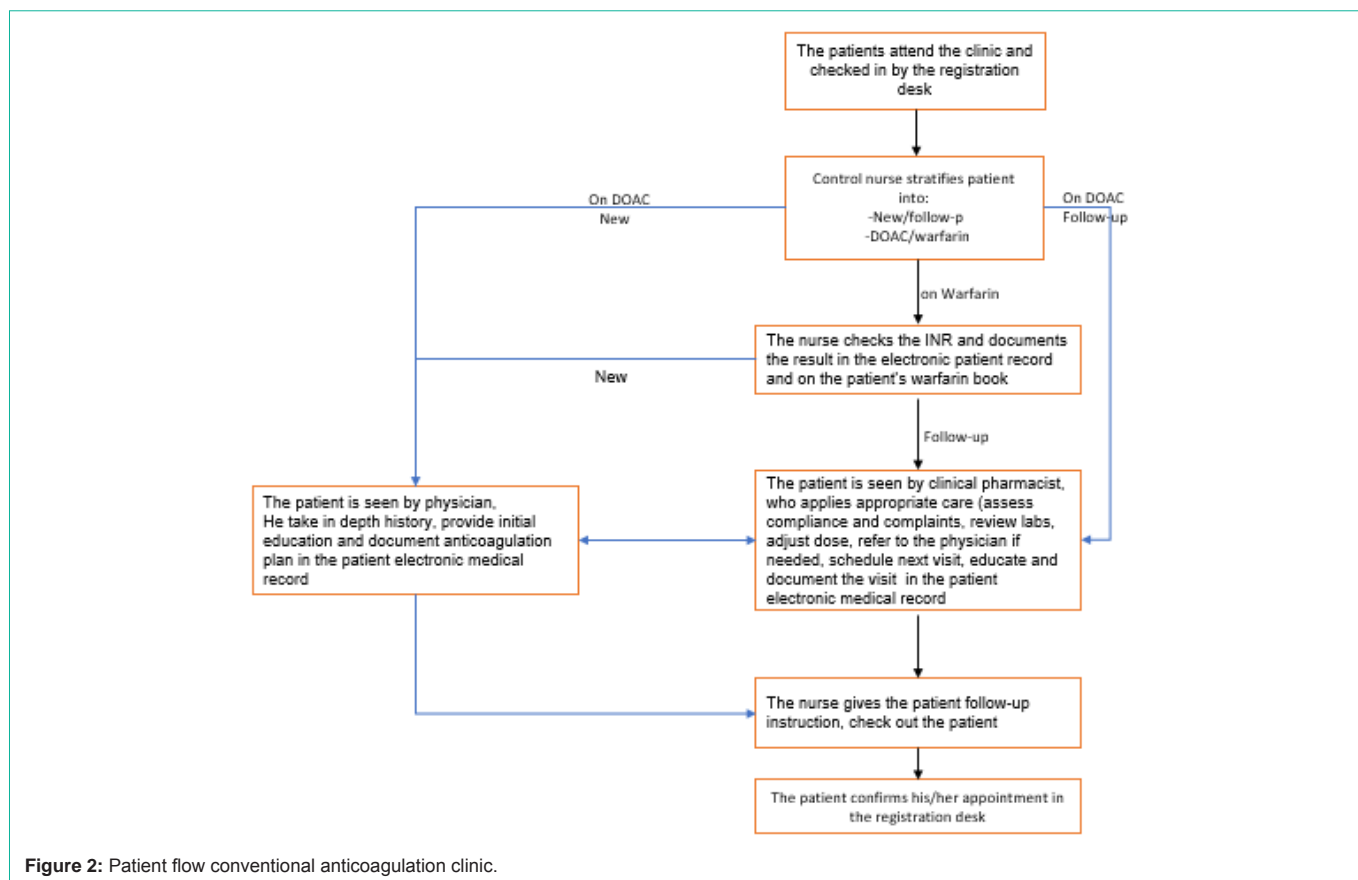 The patients attend the clinic and
checked in by the registration
desk
Control nurse stratifies patient
into:
-New/follow-p
-DOAC/warfarin
On DOAC
New
On DOAC
Follow-up
on Warfarin
The nurse checks the INR and documents
the result in the electronic patient record
and on the patient's warfarin book
New
Follow-up
The patient is seen by physician,
He take in depth history, provide initial
education and document anticoagulation
plan in the patient electronic medical
record
The patient is seen by clinical pharmacist,
who applies appropriate care (assess
compliance and complaints, review labs,
adjust dose, refer to the physician if
needed, schedule next visit, educate and
document the visit in the patient
electronic medical record
The nurse gives the patient follow-up
instruction, check out the patient
The patient confirms his/her appointment in
the registration desk
Figure 2: Patient flow conventional anticoagulation clinic.